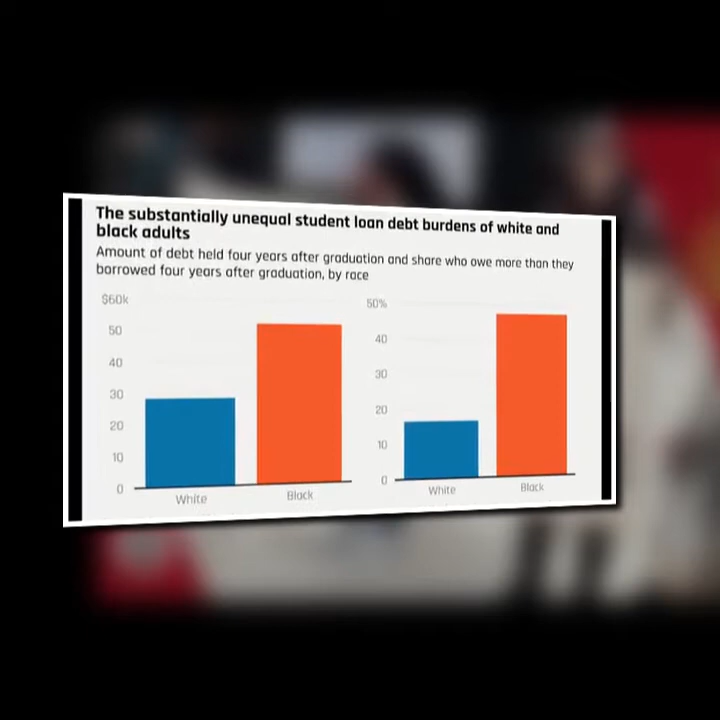 The substantially unequal student loan debt burdens of white and
black adults
Amount of debt held four years after graduation and share who owe more than they
borrowed four years after graduation, by race
$60k
50
40
30
20
10
0
White
Black
50%
40
30
20
10
0
White
Black